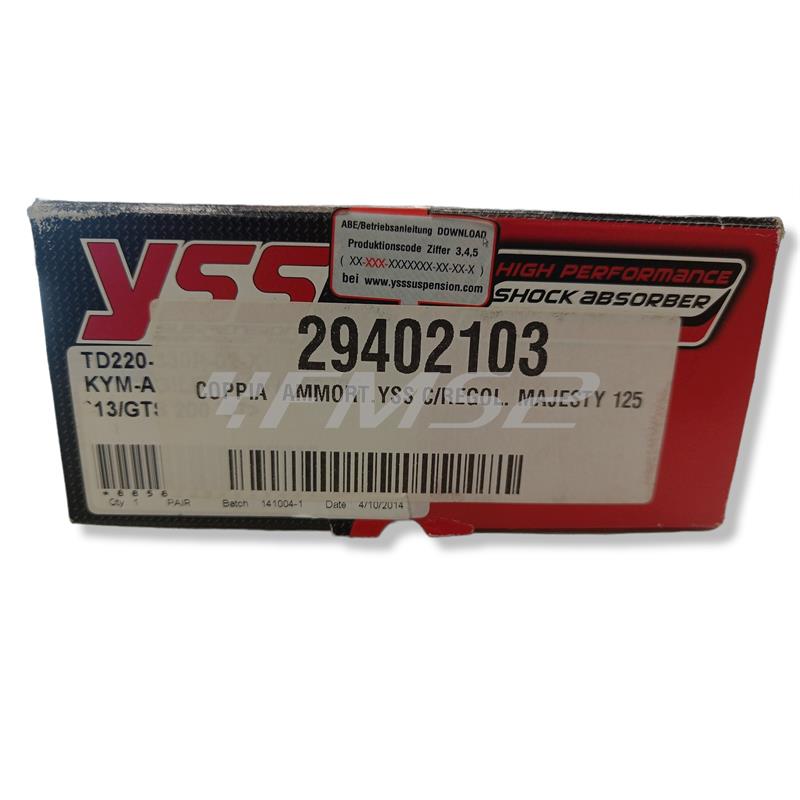 ABE/Betriebsanleitung DOWNLOAD
Produktionscode Ziffer 3,4,5
( XX-XXX-XXXXXXX-XX-XX-X )
bei www.ysssuspension.com
YSS
HIGH PERFORMANCE
SHOCK ABSORBER
29402103
TD220-
KYM-A
COPPIA AMMORT.YSS C/REGOL. MAJESTY 125
FMS2
Qty 1 PAIR Batch 141004-1 Date 4/10/2014